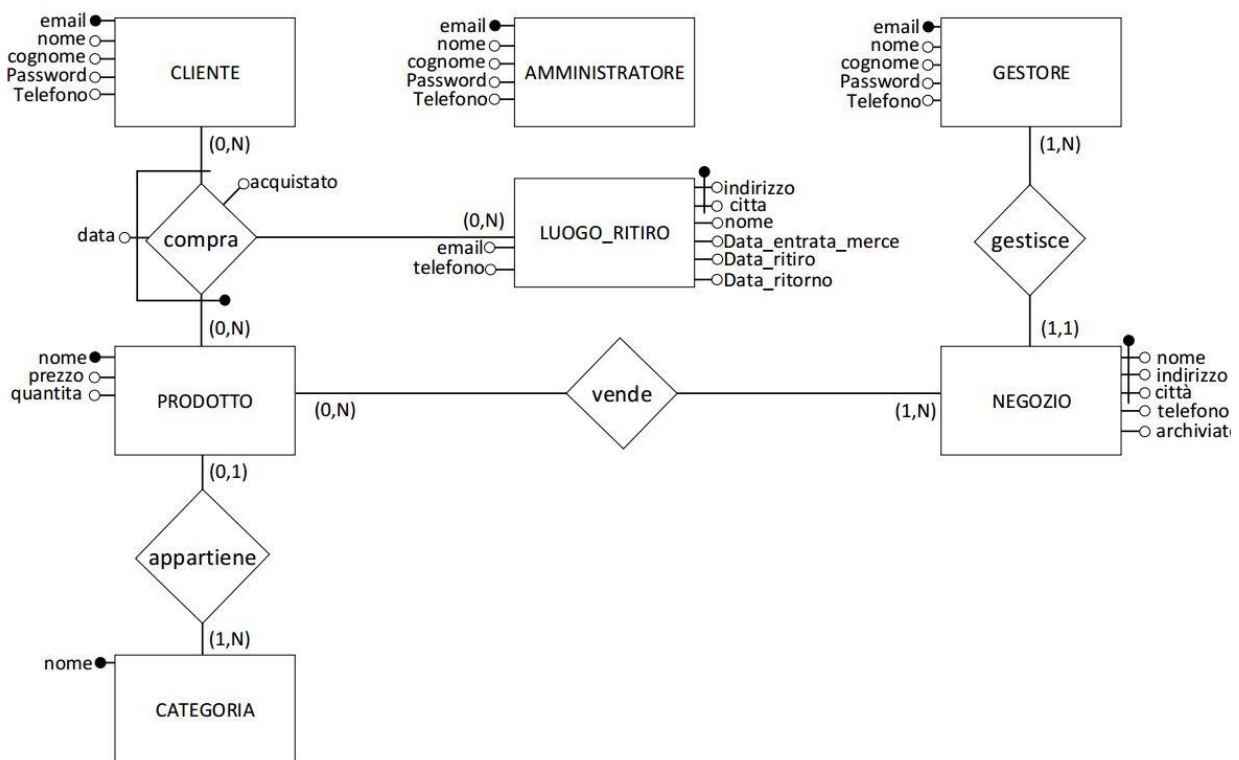 email
nome
cognome
Password
Telefono
CLIENTE
email
nome
cognome
Password
Telefono
AMMINISTRATORE
email
nome
cognome
Password
Telefono
GESTORE
(0,N)
(1,N)
acquistato
data
compra
(0,N)
email
telefono
LUOGO_RITIRO
indirizzo
citta
nome
Data_entrata_merce
Data_ritiro
Data_ritorno
gestisce
(0,N)
(1,1)
nome
prezzo
quantita
PRODOTTO
(0,N)
vende
(1,N)
NEGOZIO
nome
indirizzo
città
telefono
archiviat
(0,1)
appartiene
(1,N)
nome
CATEGORIA